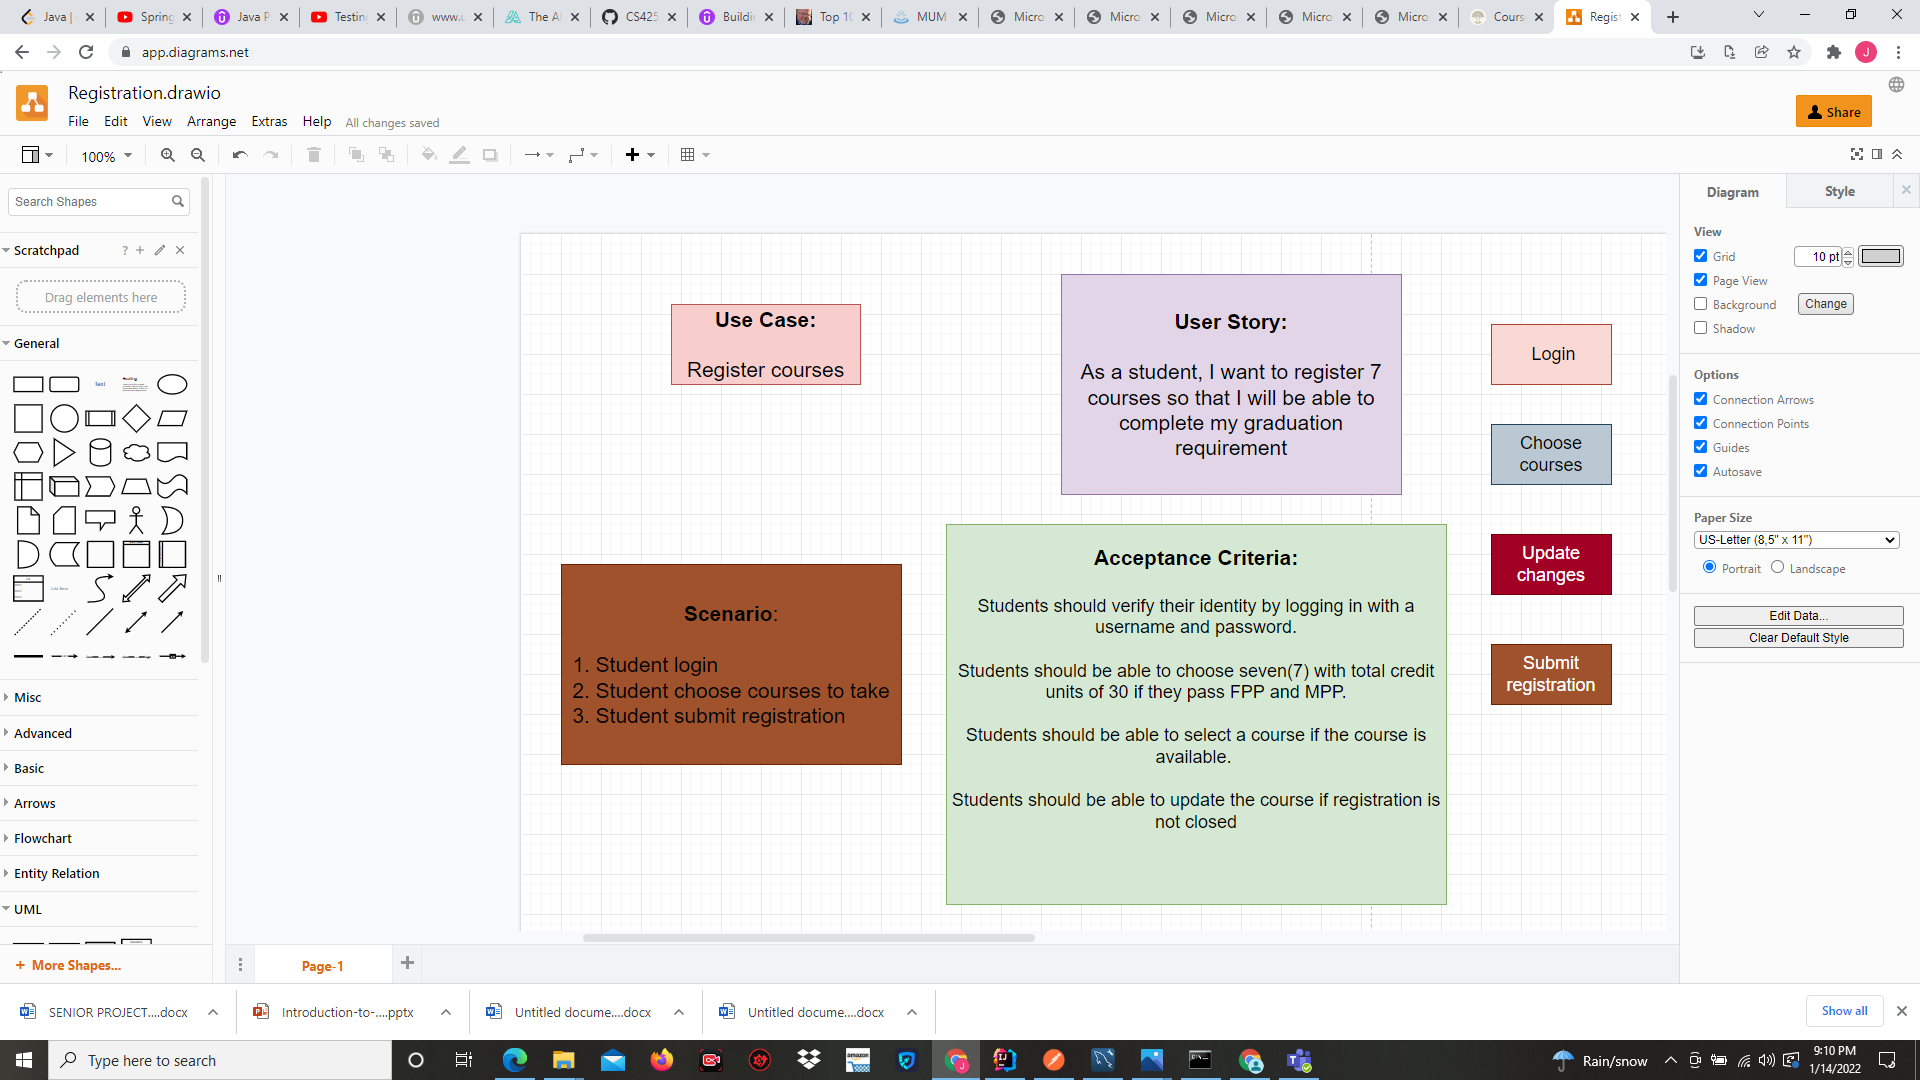 Java |
Spring
Java P
Testing
www.u
The Al
CS425
Buildin
Top 10
MUM
Micro
Micro
Micro
Micro
Micro
Cours
Regist
app.diagrams.net
J
Registration.drawio
File Edit View Arrange Extras Help All changes saved
Share
100%
Search Shapes
Scratchpad
?
Drag elements here
General
Text
Heading
List Item
Misc
Advanced
Basic
Arrows
Flowchart
Entity Relation
UML
+ More Shapes...
Use Case:
Register courses
User Story:
As a student, I want to register 7
courses so that I will be able to
complete my graduation
requirement
Login
Choose
courses
Update
changes
Submit
registration
Scenario:
1. Student login
2. Student choose courses to take
3. Student submit registration
Acceptance Criteria:
Students should verify their identity by logging in with a
username and password.
Students should be able to choose seven(7) with total credit
units of 30 if they pass FPP and MPP.
Students should be able to select a course if the course is
available.
Students should be able to update the course if registration is
not closed
Diagram Style
View
Grid 10 pt
Page View
Background Change
Shadow
Options
Connection Arrows
Connection Points
Guides
Autosave
Paper Size
US-Letter (8,5" x 11")
Portrait Landscape
Edit Data...
Clear Default Style
Page-1
SENIOR PROJECT....docx
Introduction-to-....pptx
Untitled docume....docx
Untitled docume....docx
Show all
Type here to search
amazon
Rain/snow
9:10 PM
1/14/2022